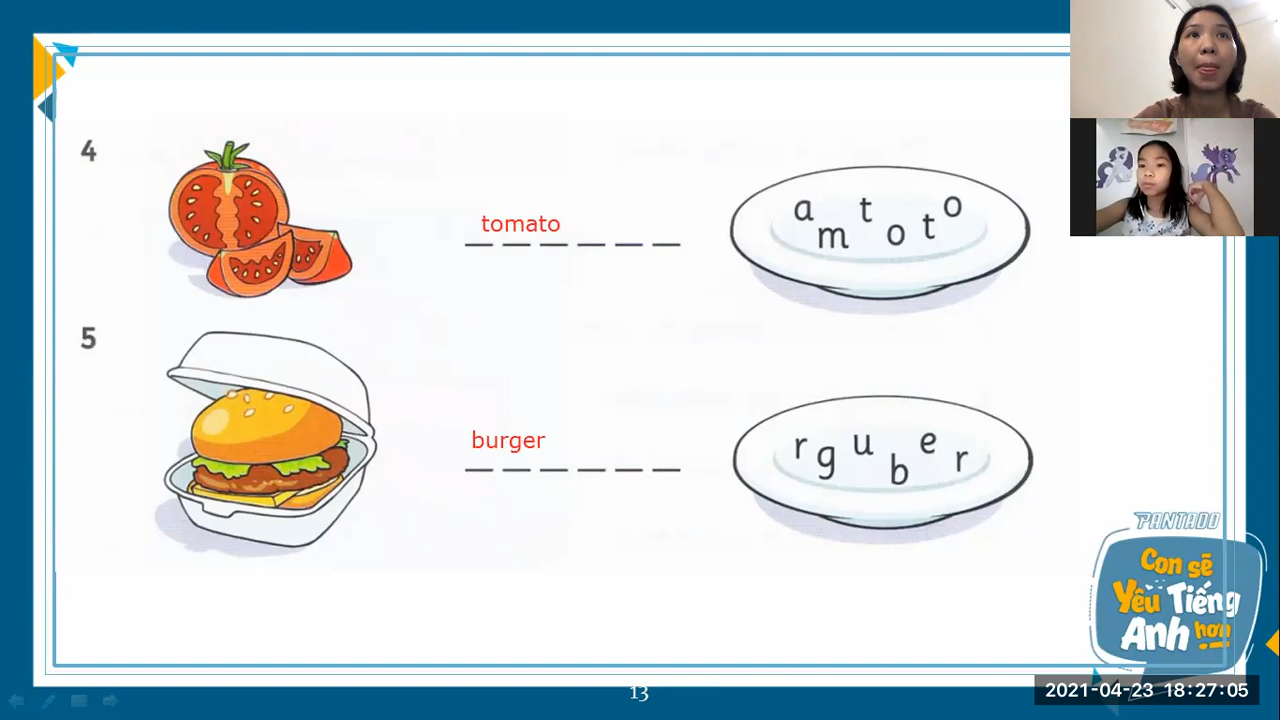 4
tomato
_ _ _ _ _ _
a m t o t o
5
burger
_ _ _ _ _ _
r g u b e r
PANTADO
Con sẽ
Yêu Tiếng
Anh hơn
13
2021-04-23 18:27:05